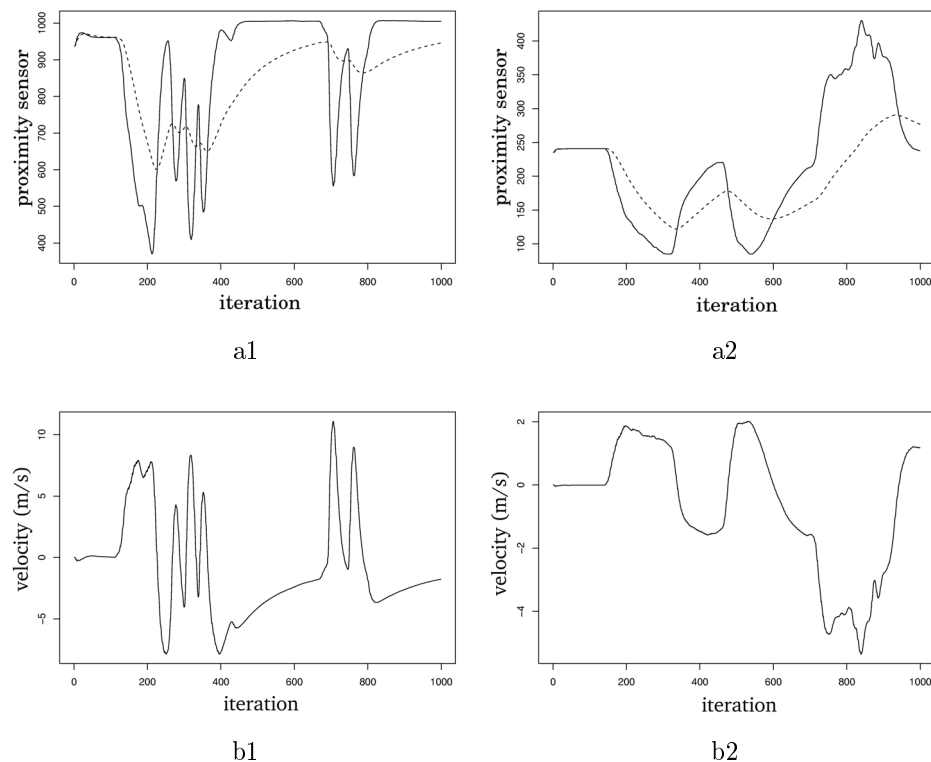 1000
900
800
700
600
500
400
proximity sensor
0 200 400 600 800 1000
iteration
a1
400
350
300
250
200
150
100
proximity sensor
0 200 400 600 800 1000
iteration
a2
10
5
0
-5
velocity (m/s)
0 200 400 600 800 1000
iteration
b1
2
0
-2
-4
velocity (m/s)
0 200 400 600 800 1000
iteration
b2